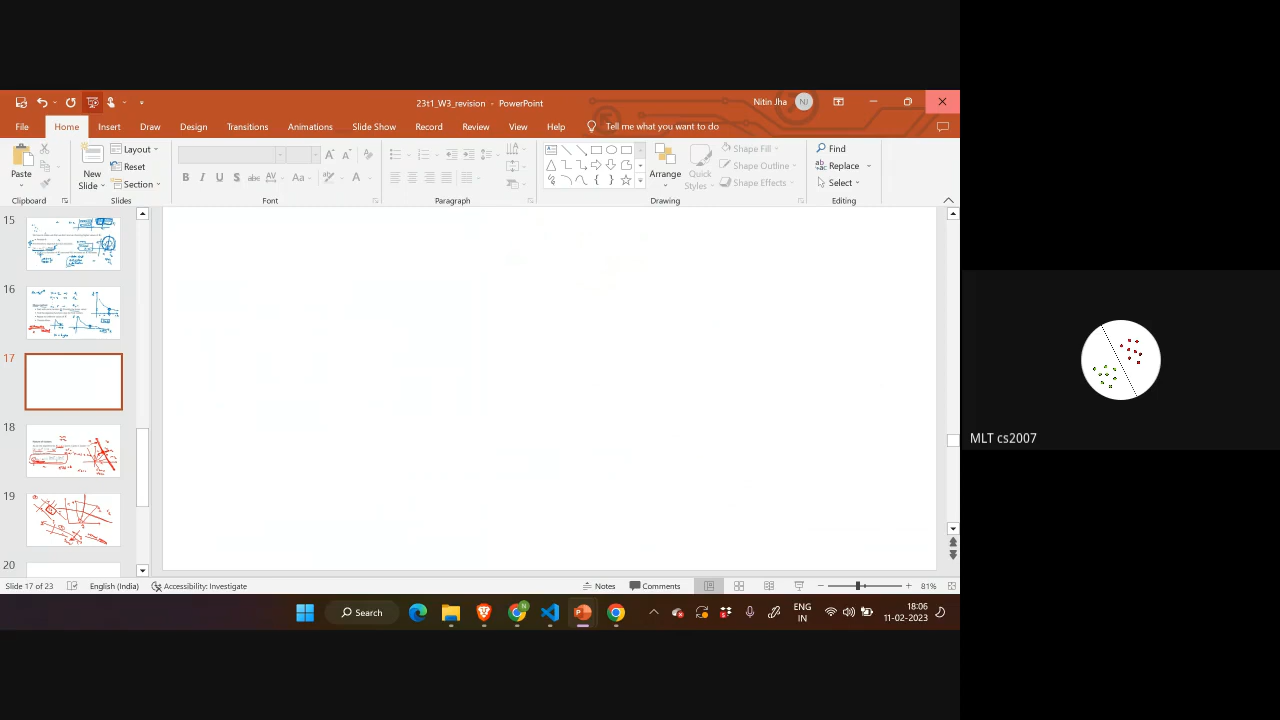 23t1_W3_revision - PowerPoint
Nitin Jha
NJ
File Home Insert Draw Design Transitions Animations Slide Show Record Review View Help Tell me what you want to do
Paste
Clipboard
New
Slide
Layout
Reset
Section
Slides
B I U S abc AV Aa A
Font
Paragraph
Arrange
Quick
Styles
Shape Fill
Shape Outline
Shape Effects
Drawing
Find
Replace
Select
Editing
15
16
17
18
19
20
MLT cs2007
Slide 17 of 23 English (India) Accessibility: Investigate Notes Comments 81%
Search
ENG
IN
18:06
11-02-2023